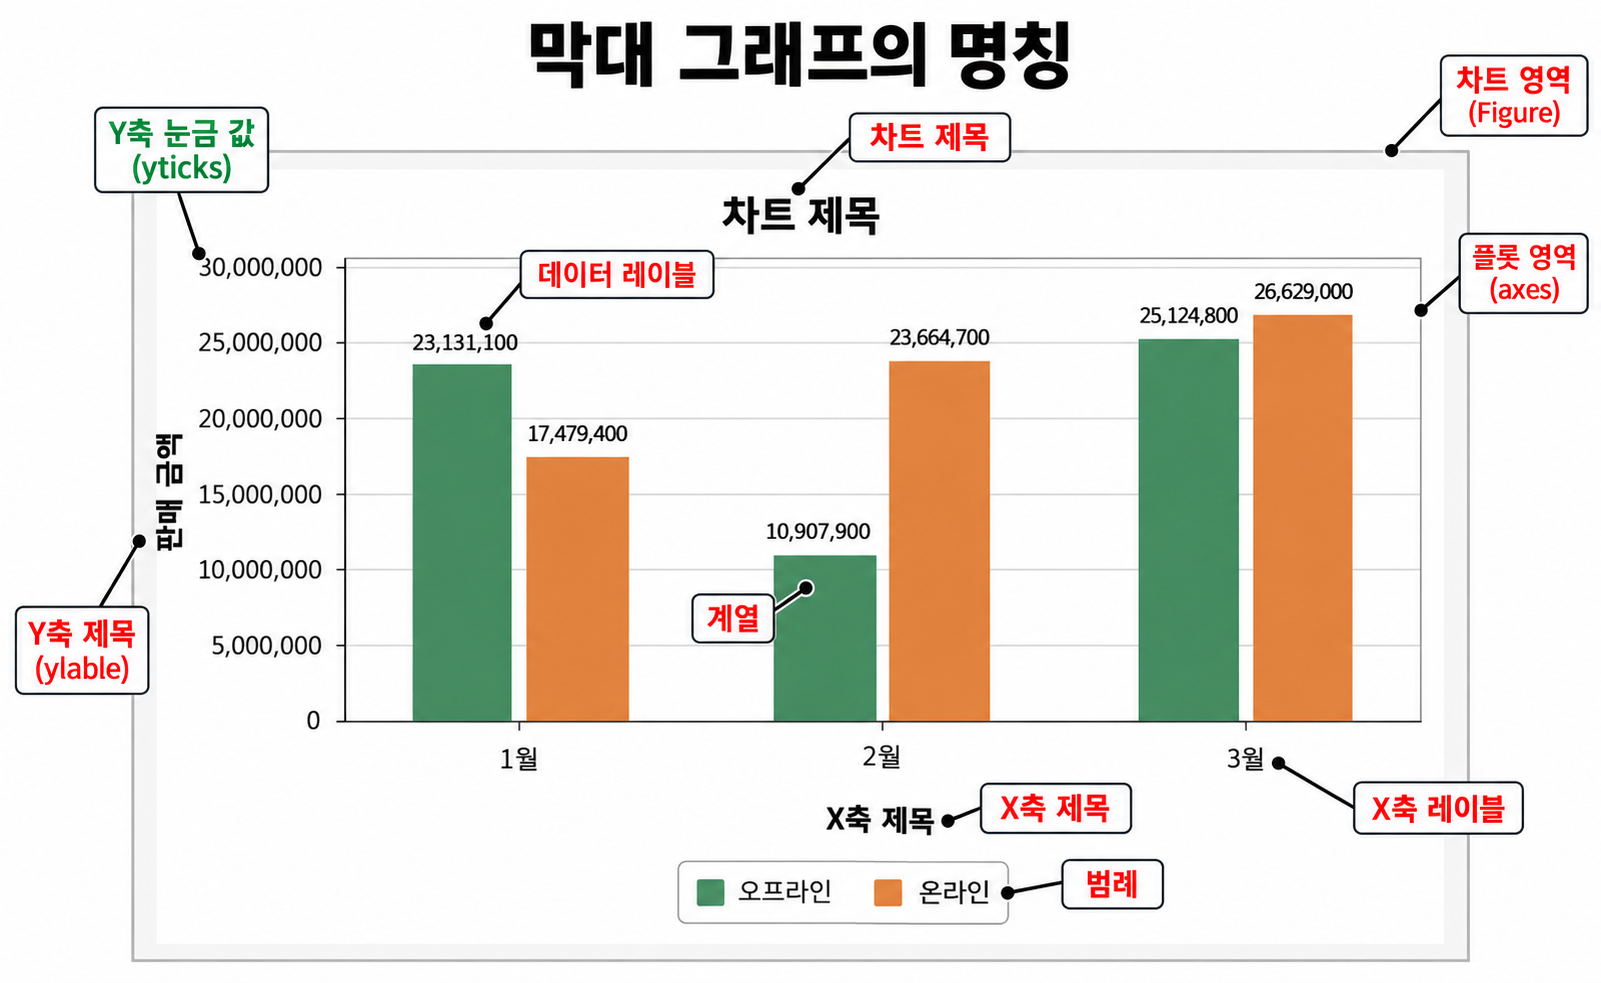 막대 그래프의 명칭
차트 영역
(Figure)
Y축 눈금 값
(yticks)
차트 제목
차트 제목
플롯 영역
(axes)
데이터 레이블
30,000,000
25,000,000
20,000,000
15,000,000
10,000,000
5,000,000
0
판매 금액
Y축 제목
(ylable)
23,131,100
17,479,400
10,907,900
23,664,700
25,124,800
26,629,000
계열
1월
2월
3월
X축 레이블
X축 제목
X축 제목
오프라인
온라인
범례